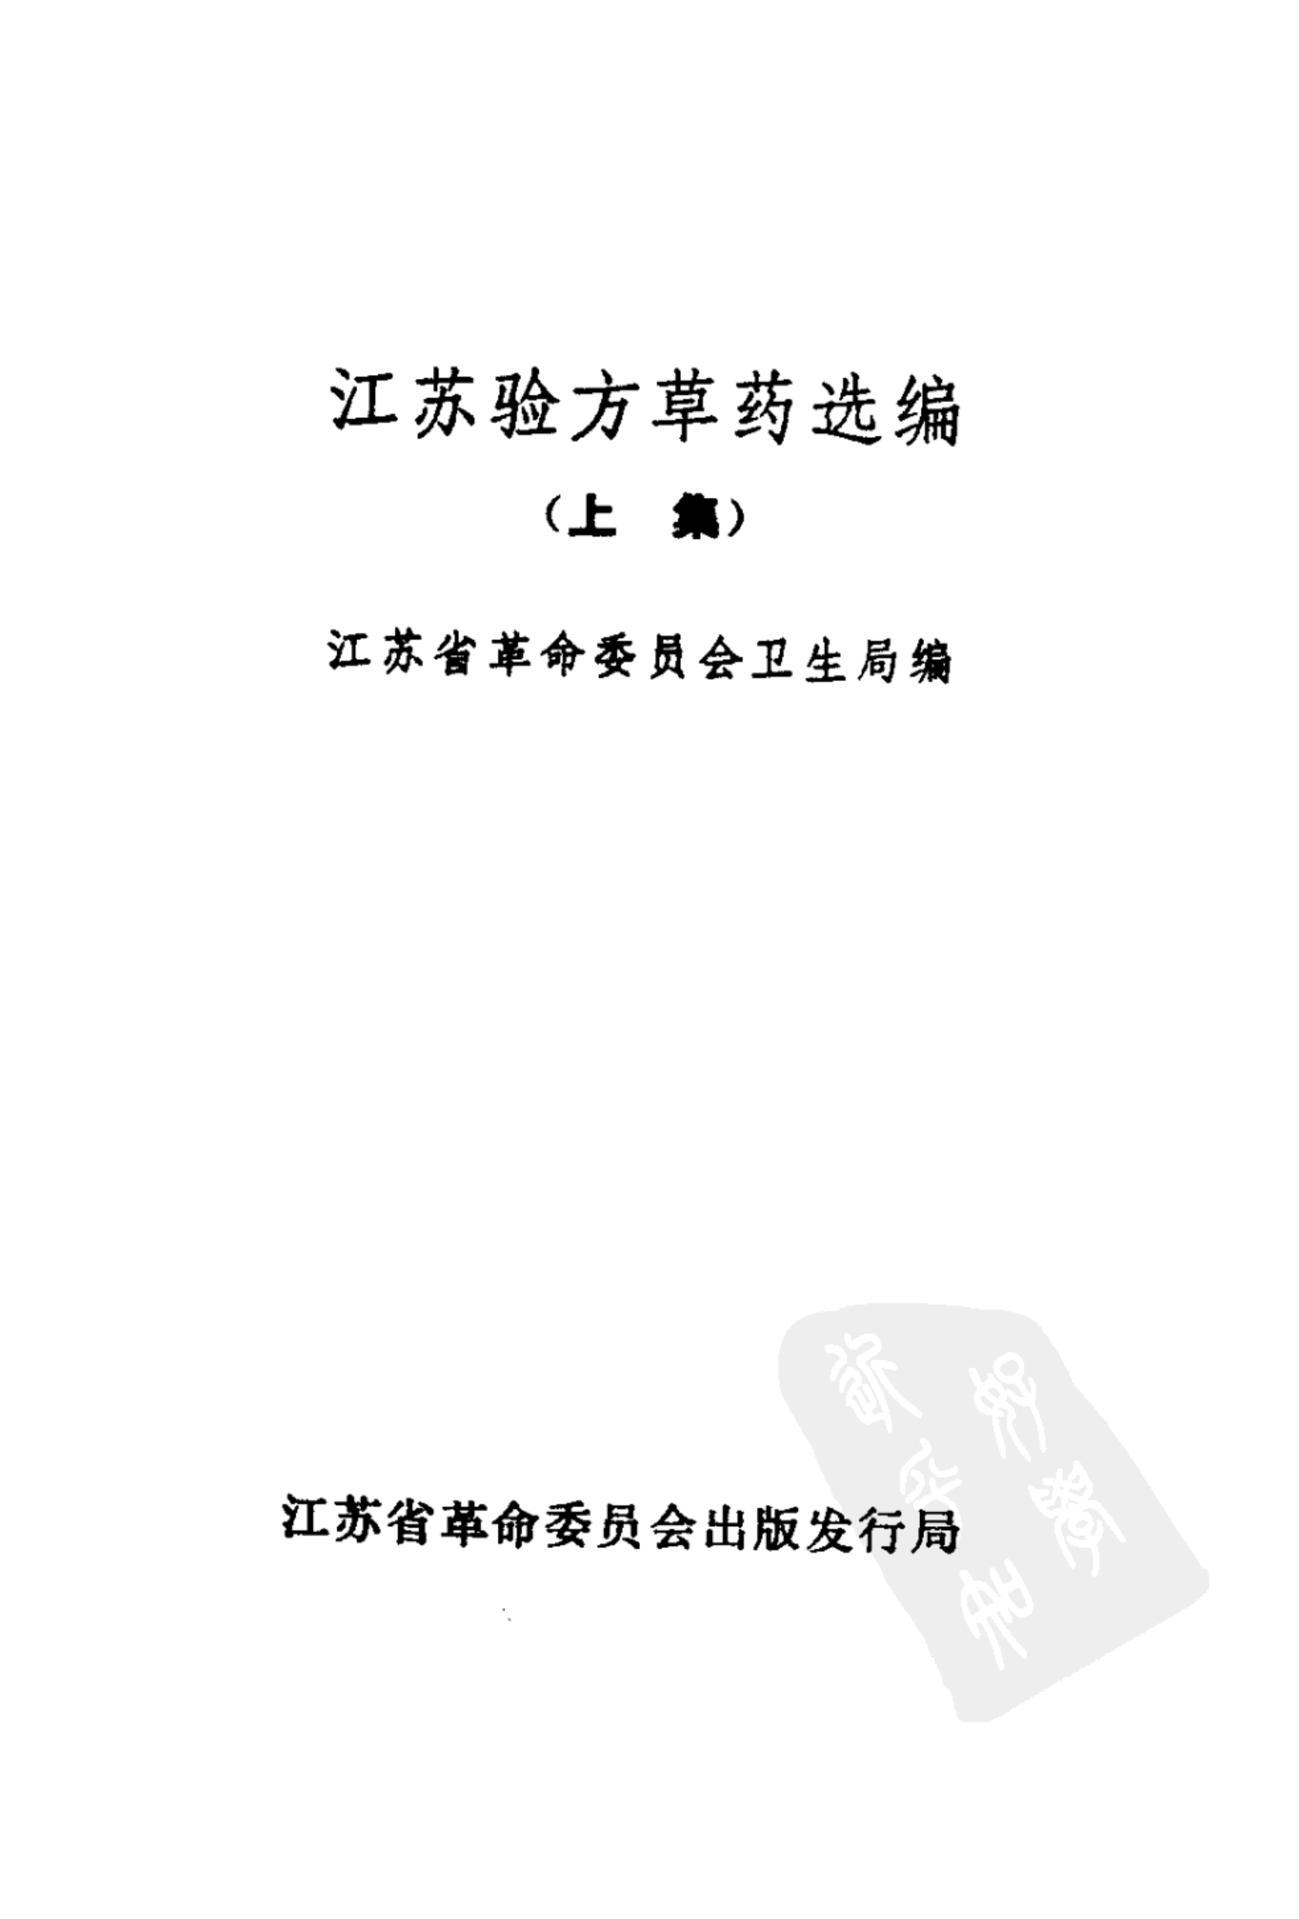 江苏验方草药选编
（上 集）
江苏省革命委员会卫生局编
江苏省革命委员会出版发行局